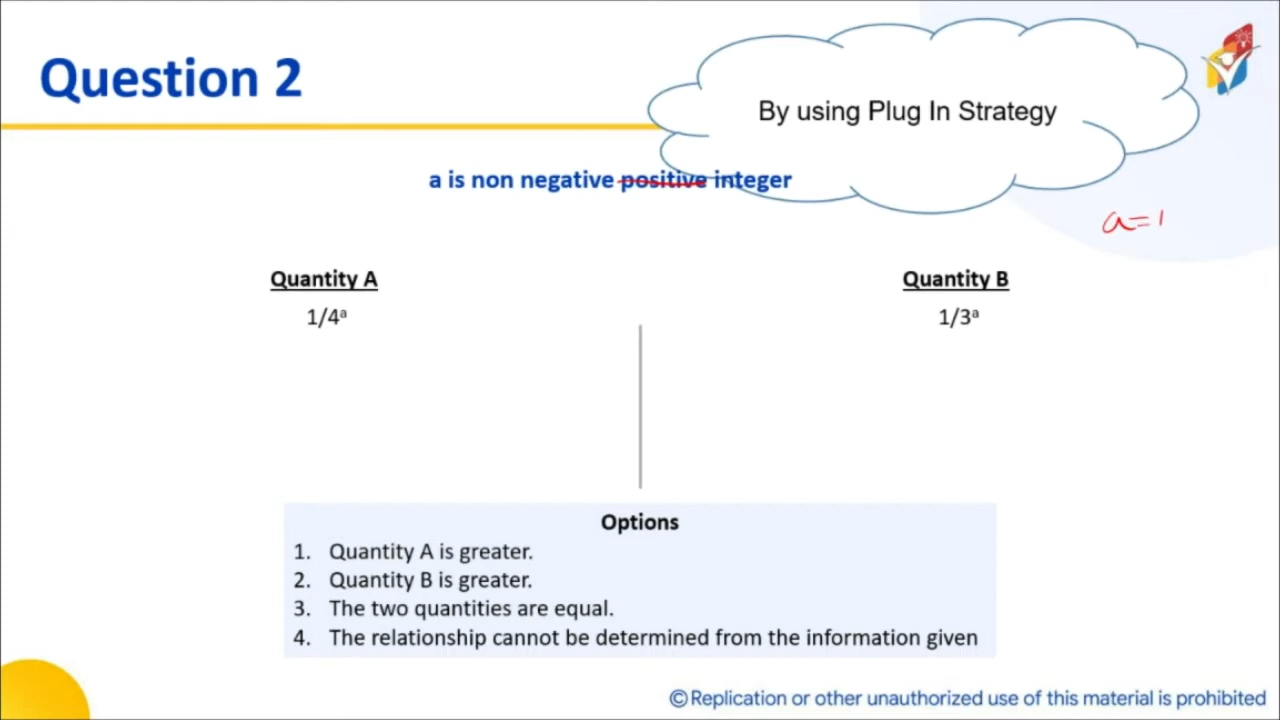 Question 2
By using Plug In Strategy
a is non negative positive integer
a=1
Quantity A
Quantity B
1/4ᵃ
1/3ᵃ
Options
1. Quantity A is greater.
2. Quantity B is greater.
3. The two quantities are equal.
4. The relationship cannot be determined from the information given
©Replication or other unauthorized use of this material is prohibited